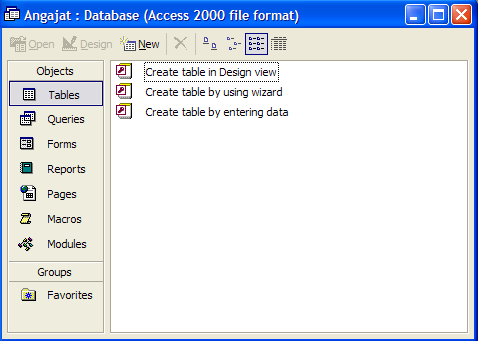 Angajat : Database (Access 2000 file format)
Open Design New
Objects
Tables
Queries
Forms
Reports
Pages
Macros
Modules
Groups
Favorites
Create table in Design view
Create table by using wizard
Create table by entering data